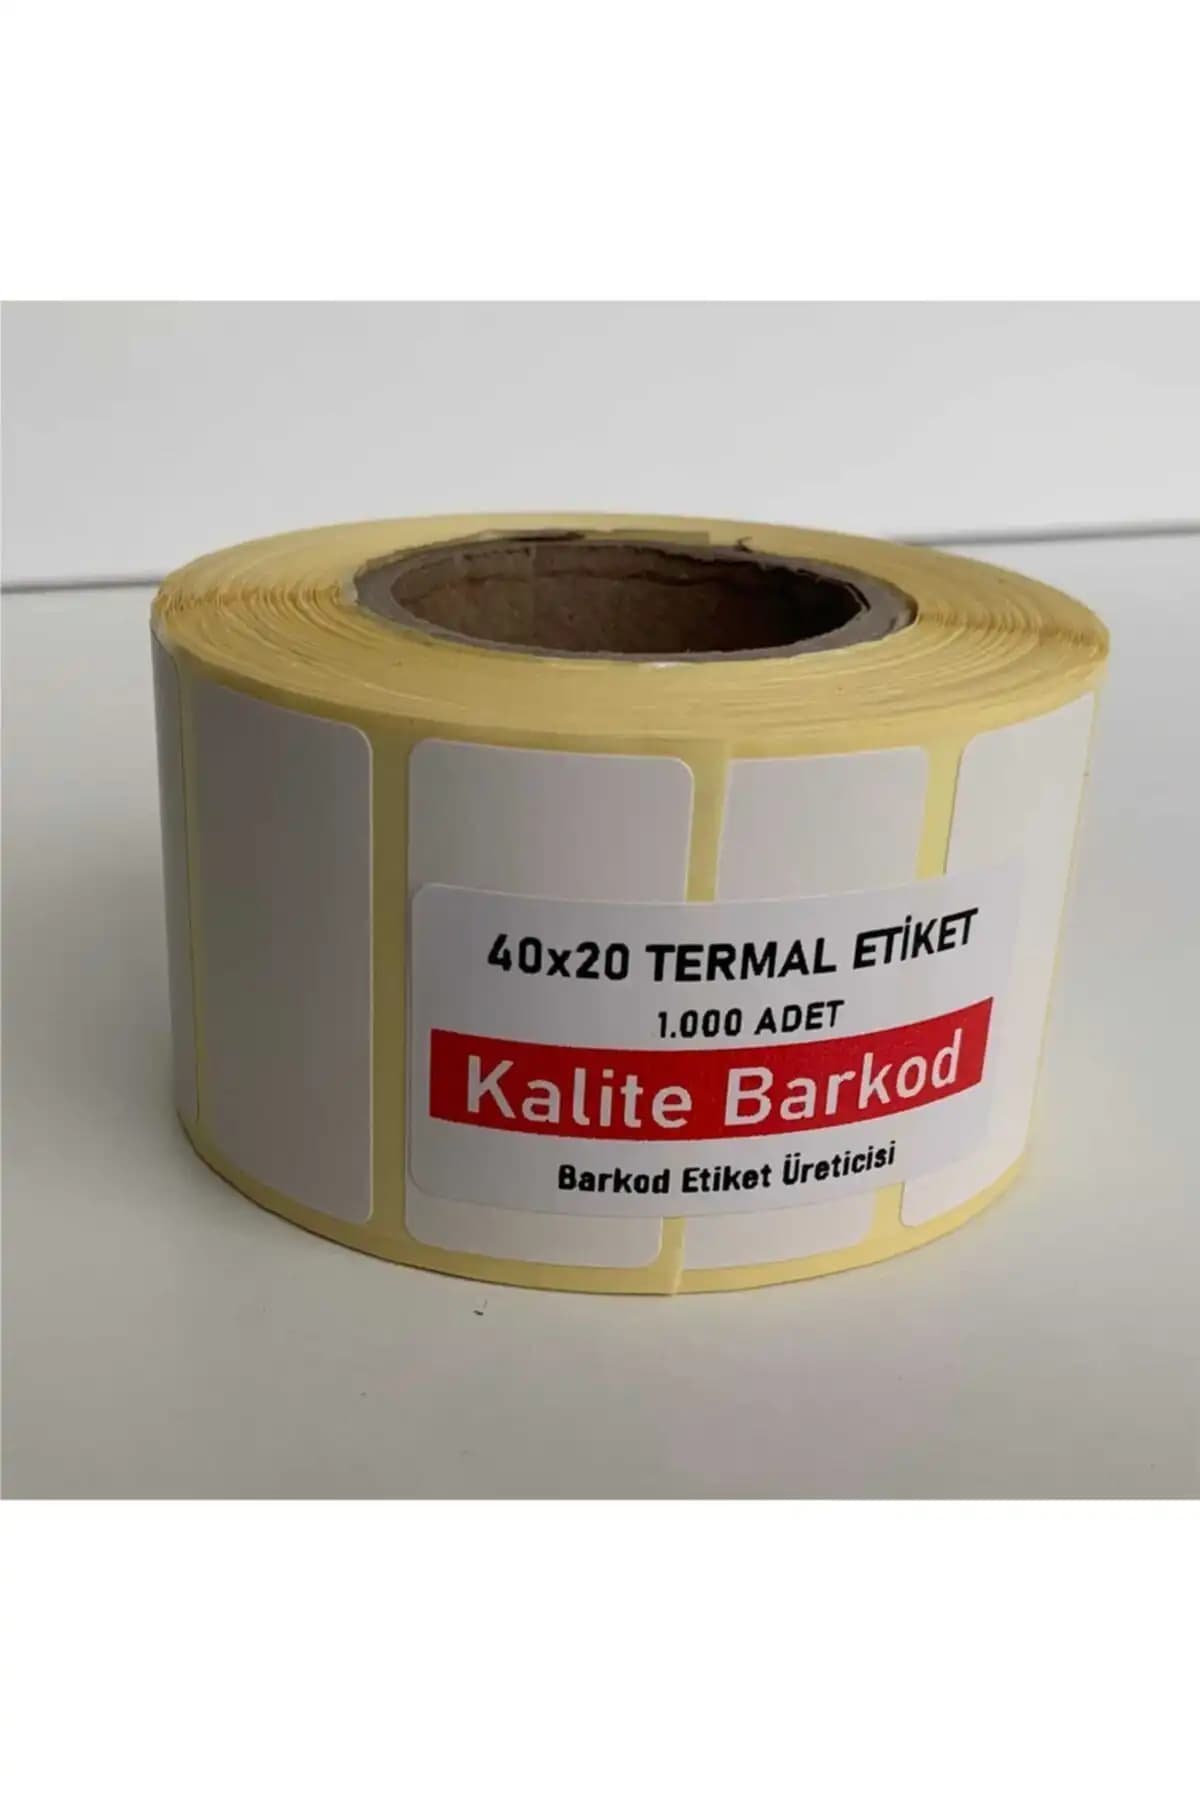 40x20 TERMAL ETİKET
1.000 ADET
Kalite Barkod
Barkod Etiket Üreticisi